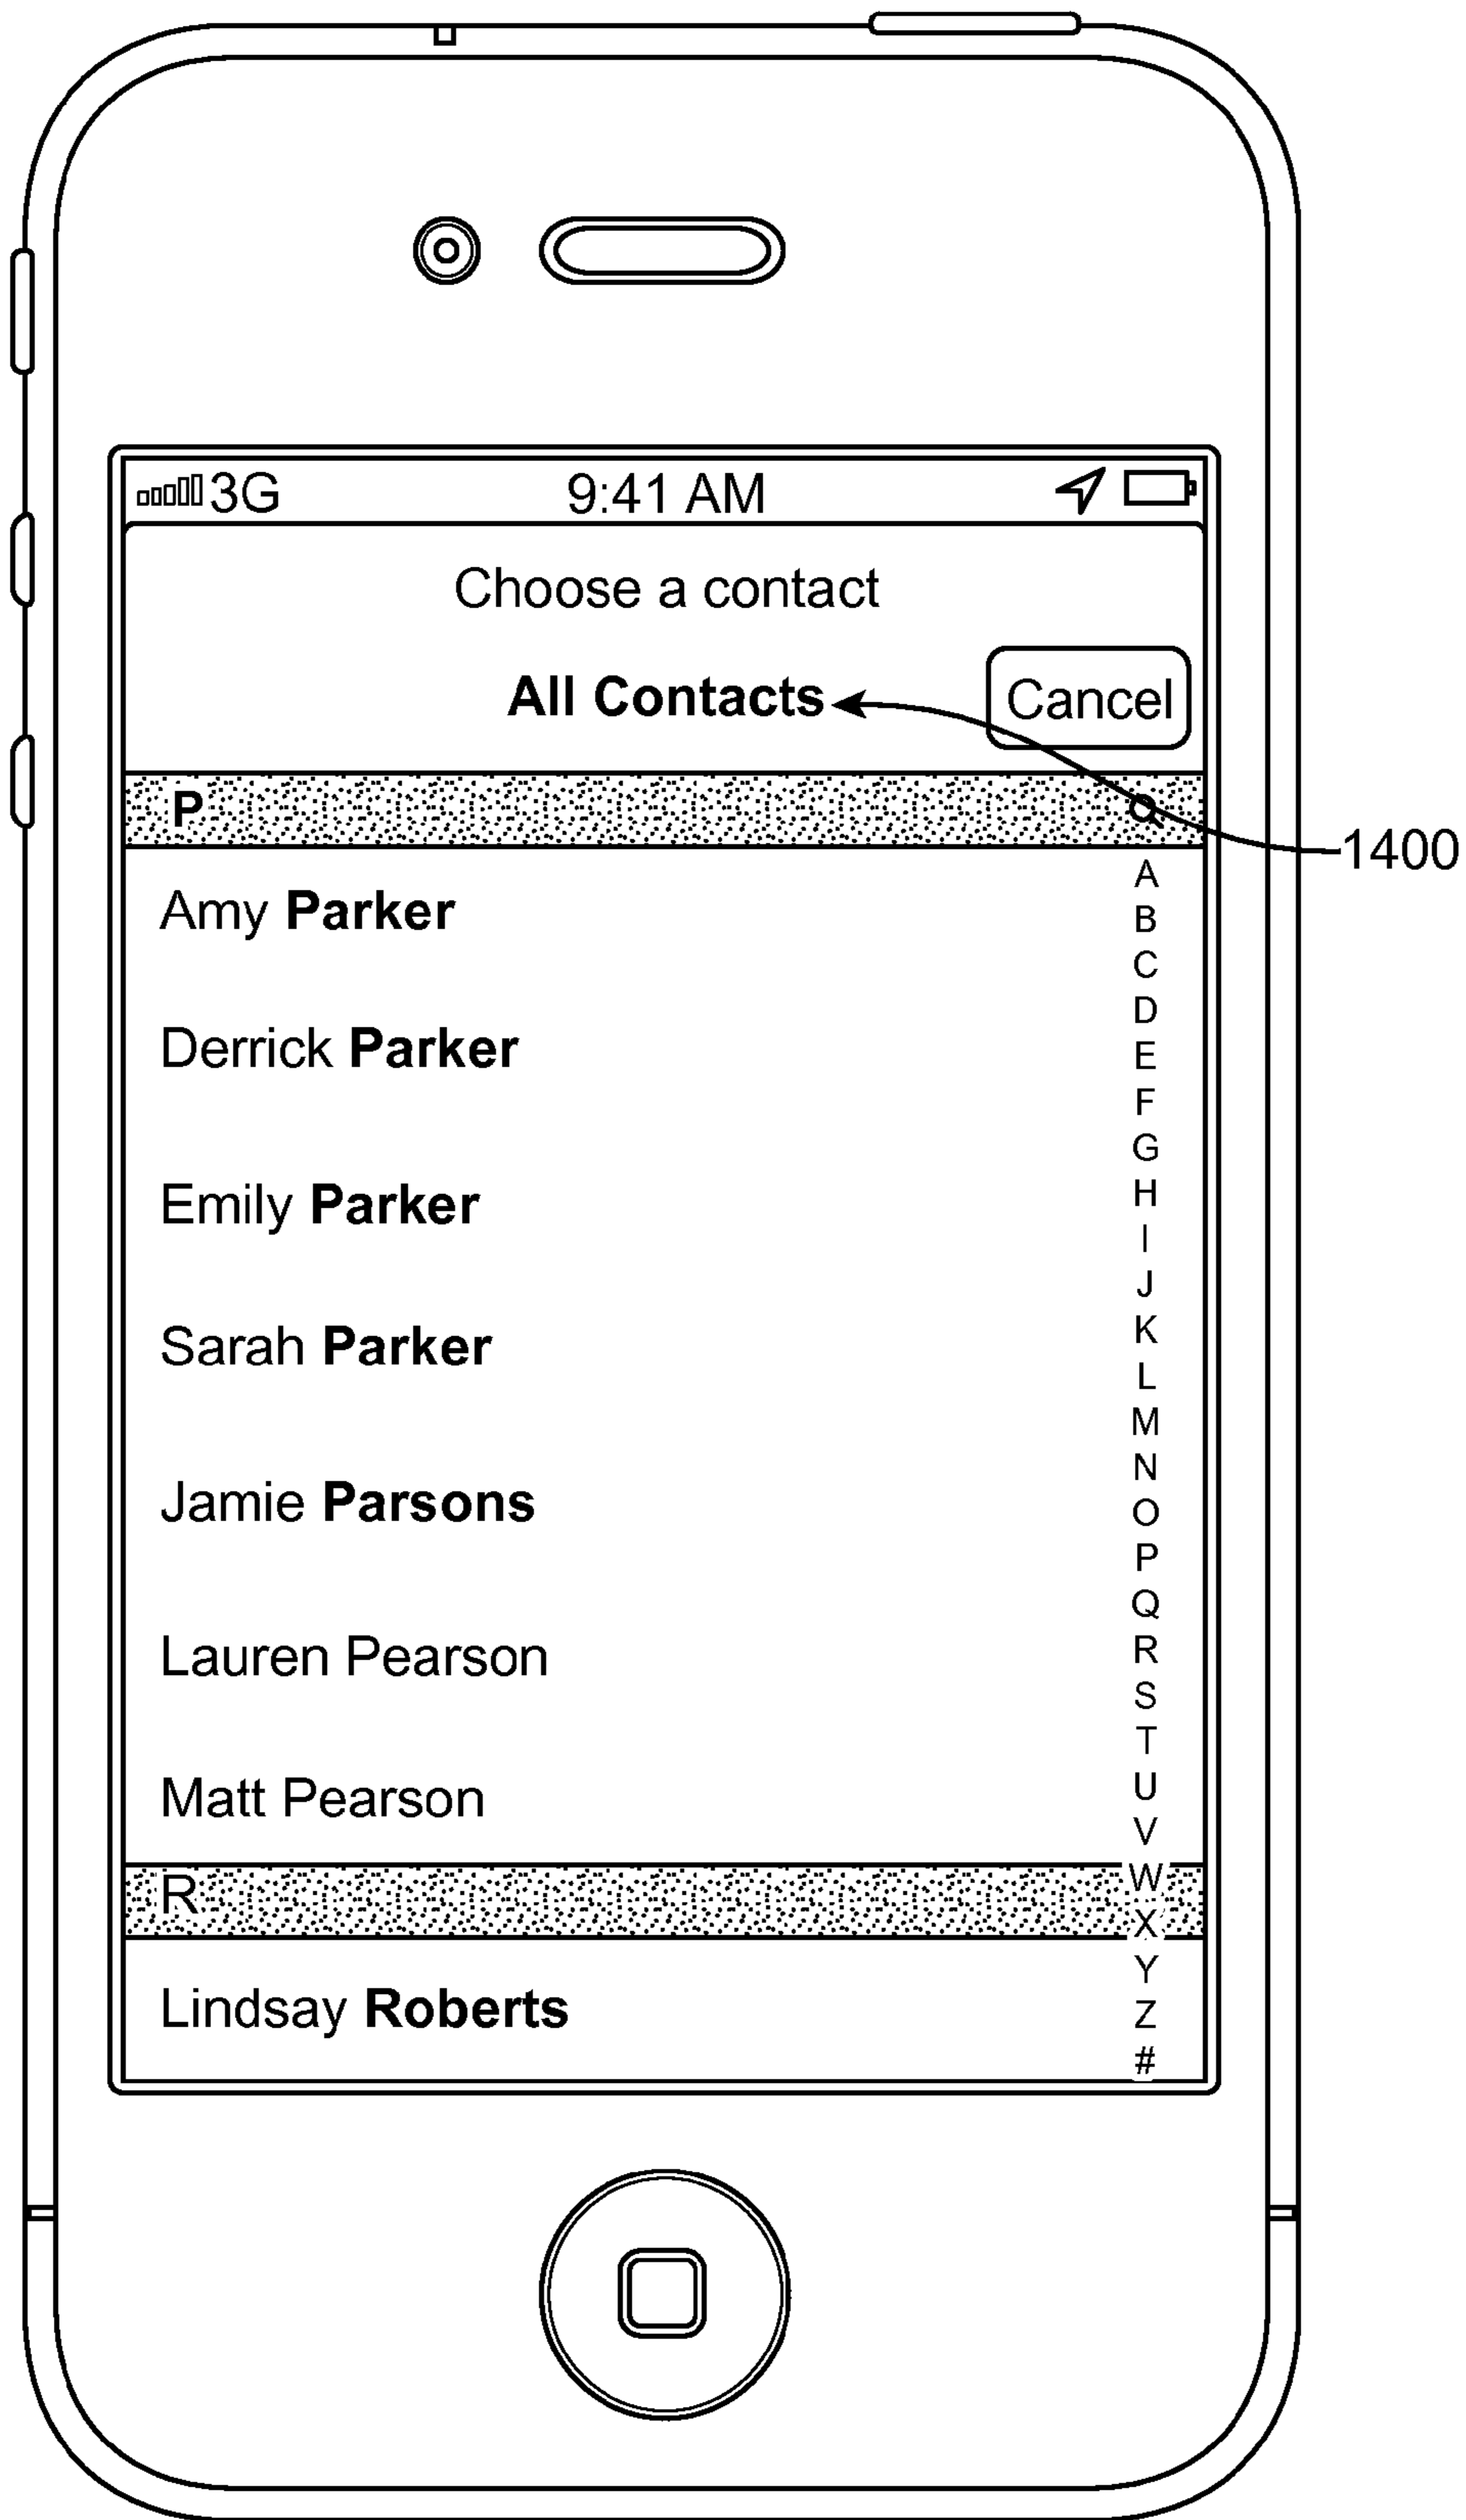 3G 9:41 AM
Choose a contact
All Contacts Cancel
P
1400
A
Amy Parker
B
C
D
Derrick Parker
E
F
G
Emily Parker
H
I
J
Sarah Parker
K
L
M
N
Jamie Parsons
O
P
Q
Lauren Pearson
R
S
T
Matt Pearson
U
V
W
R
X
Y
Lindsay Roberts
Z
#